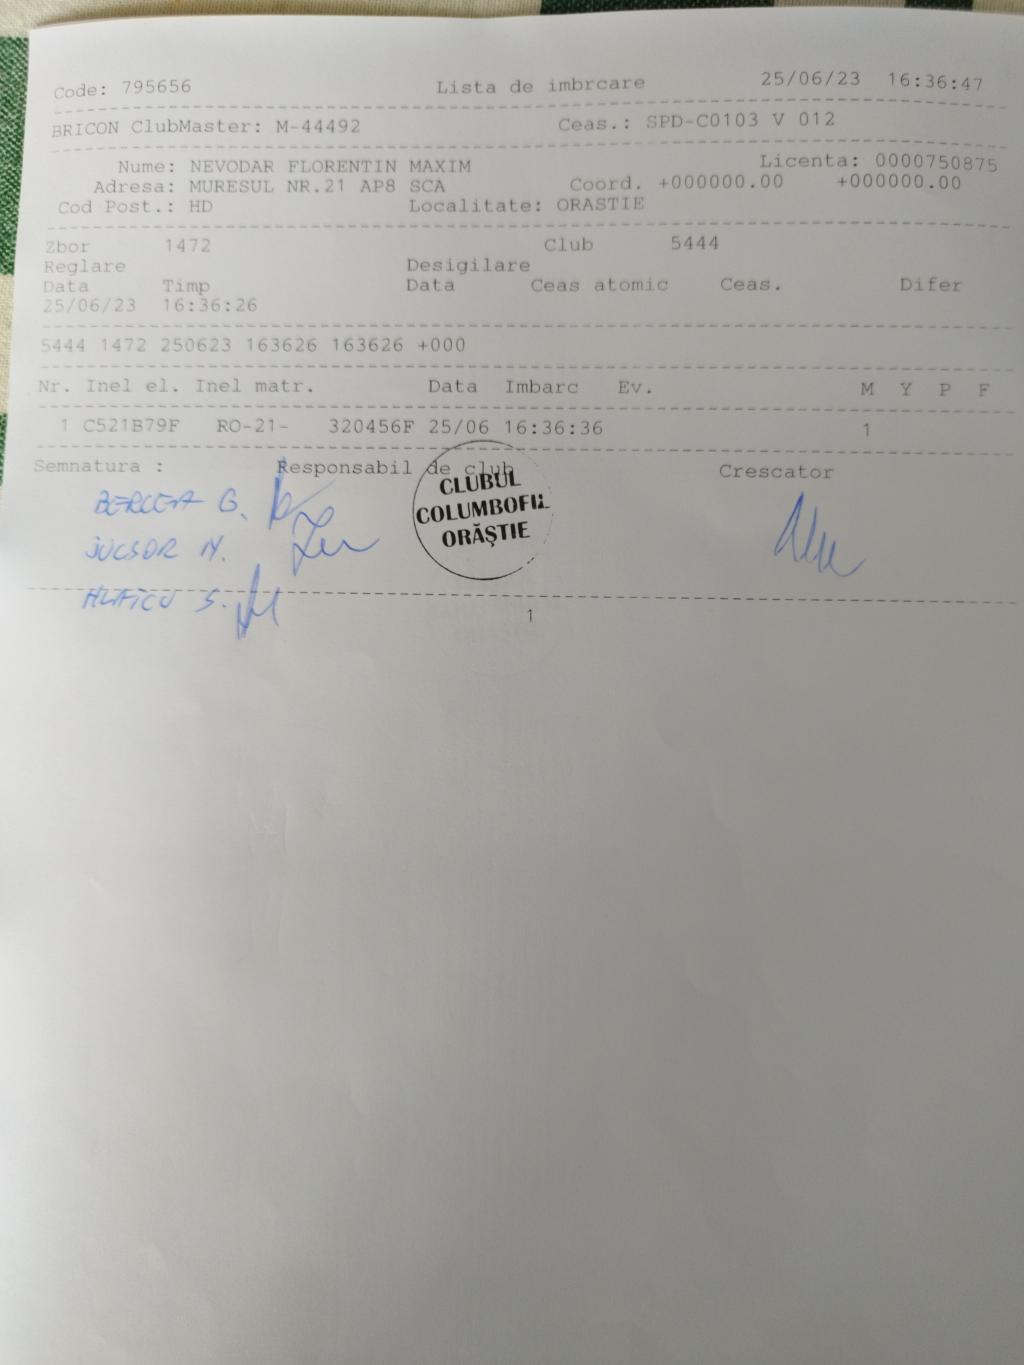 Code: 795656 Lista de imbrcare 25/06/23 16:36:47
BRICON ClubMaster: M-44492 Ceas.: SPD-C0103 V 012
Nume: NEVODAR FLORENTIN MAXIM Licenta: 0000750875
Adresa: MURESUL NR.21 AP8 SCA Coord. +000000.00 +000000.00
Cod Post.: HD Localitate: ORASTIE
Zbor 1472 Club 5444
Reglare Desigilare
Data Timp Data Ceas atomic Ceas. Difer
25/06/23 16:36:26
5444 1472 250623 163626 163626 +000
Nr. Inel el. Inel matr. Data Imbarc Ev. M Y P F
1 C521B79F RO-21- 320456F 25/06 16:36:36 1
Semnatura : Responsabil de club Crescator
CLUBUL
COLUMBOFIL
ORĂŞTIE
BERCEA G.
JUCSOR N.
S.
1